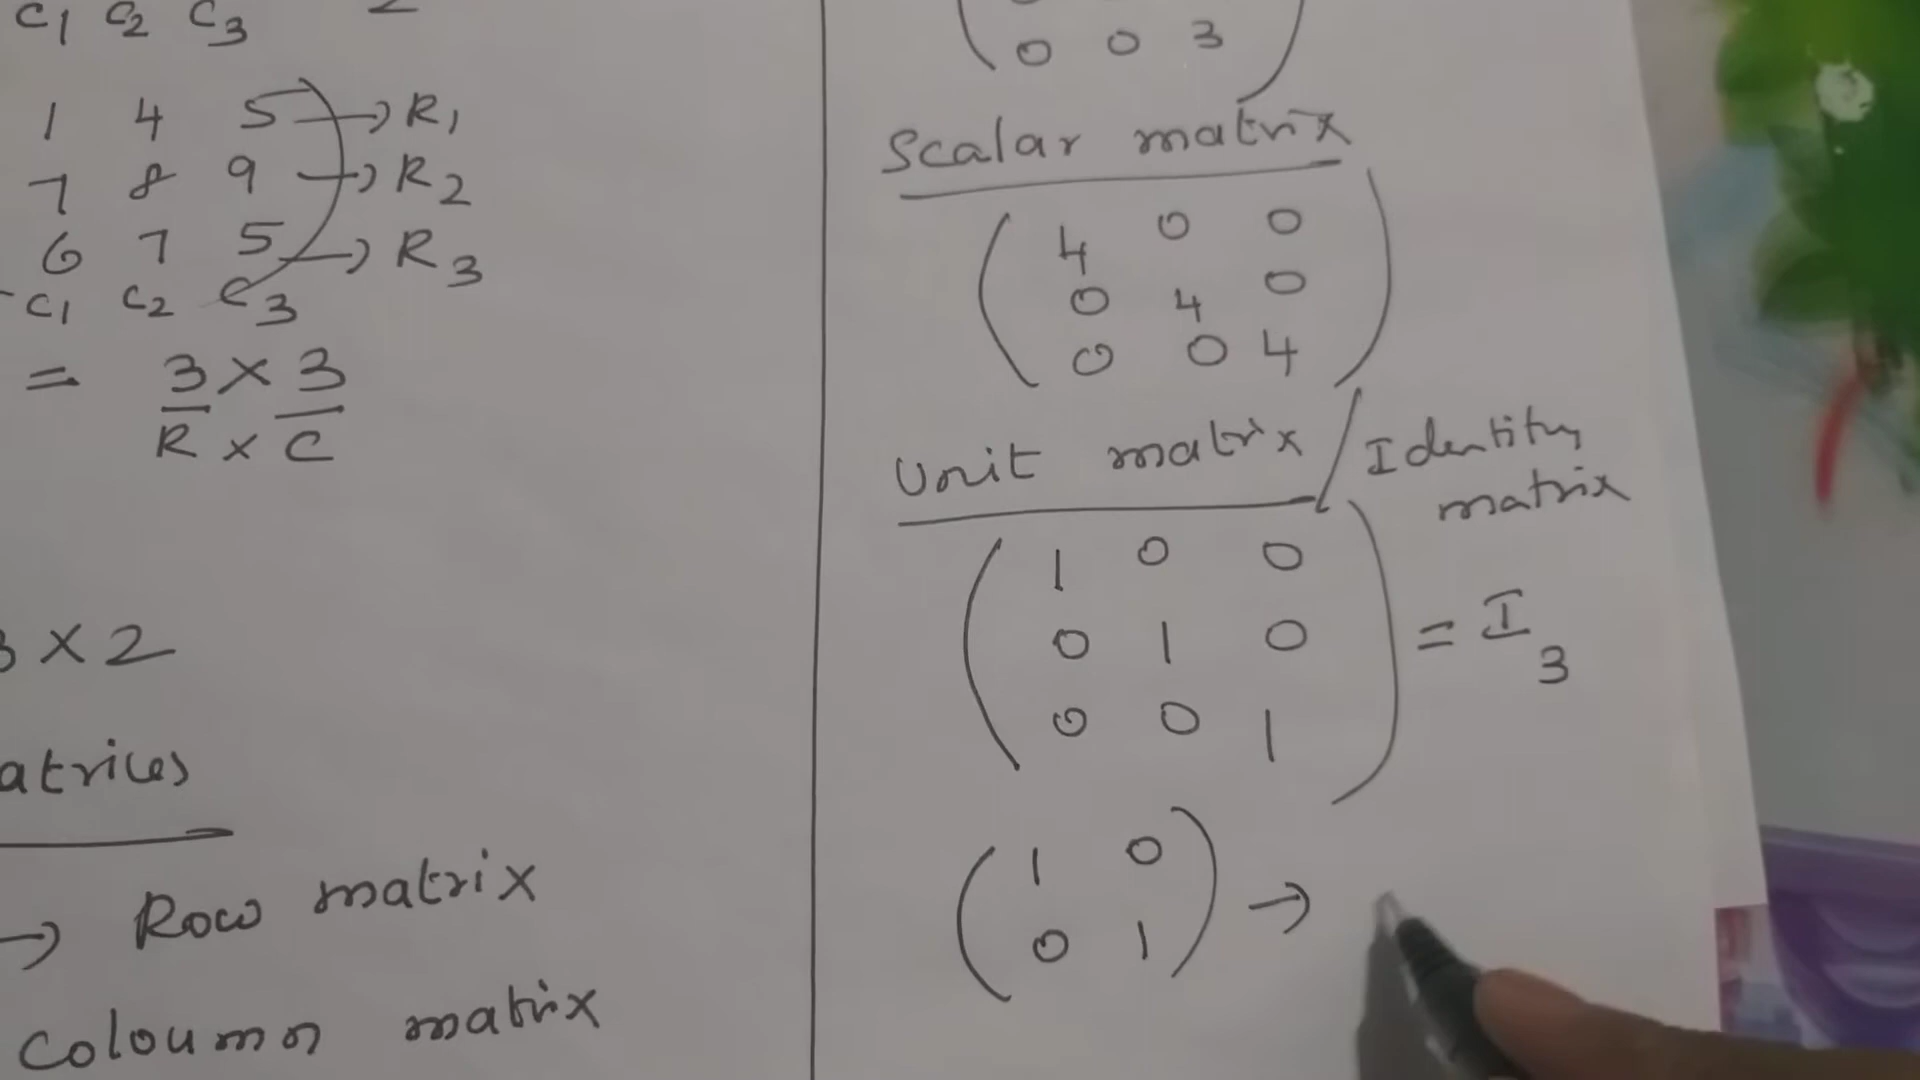 C1 C2 C3
1 4 5 → R1
7 8 9 → R2
6 7 5 → R3
C1 C2 C3
= 3 × 3
R × C
3 × 2
atrices
→ Row matrix
Coloumn matrix
0 0 3
Scalar matrix
4 0 0
0 4 0
0 0 4
Unit matrix / Identity matrix
1 0 0
0 1 0 = I3
0 0 1
1 0
0 1 →